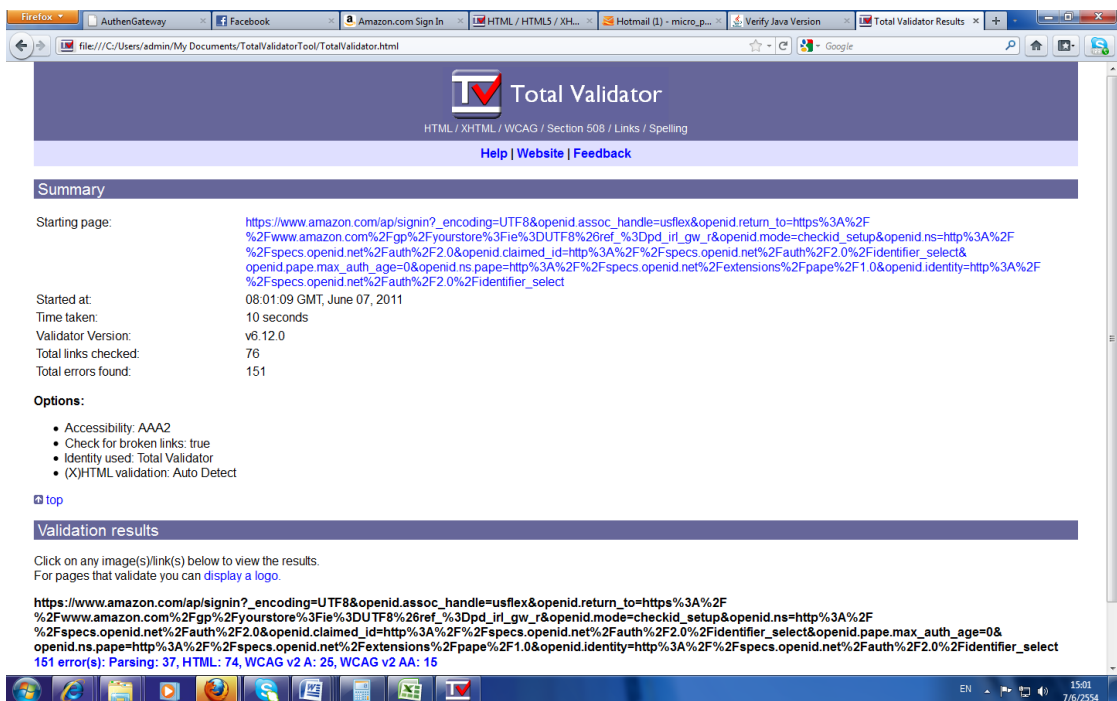 Firefox
AuthenGateway
Facebook
Amazon.com Sign In
HTML / HTML5 / XH...
Hotmail (1) - micro_p...
Verify Java Version
Total Validator Results
file:///C:/Users/admin/My Documents/TotalValidatorTool/TotalValidator.html
Google
Total Validator
HTML / XHTML / WCAG / Section 508 / Links / Spelling
Help | Website | Feedback
Summary
Starting page: https://www.amazon.com/ap/signin?_encoding=UTF8&openid.assoc_handle=usflex&openid.return_to=https%3A%2F
%2Fwww.amazon.com%2Fgp%2Fyourstore%3Fie%3DUTF8%26ref_%3Dpd_irl_gw_r&openid.mode=checkid_setup&openid.ns=http%3A%2F
%2Fspecs.openid.net%2Fauth%2F2.0&openid.claimed_id=http%3A%2F%2Fspecs.openid.net%2Fauth%2F2.0%2Fidentifier_select&
openid.pape.max_auth_age=0&openid.ns.pape=http%3A%2F%2Fspecs.openid.net%2Fextensions%2Fpape%2F1.0&openid.identity=http%3A%2F
%2Fspecs.openid.net%2Fauth%2F2.0%2Fidentifier_select
Started at: 08:01:09 GMT, June 07, 2011
Time taken: 10 seconds
Validator Version: v6.12.0
Total links checked: 76
Total errors found: 151
Options:
• Accessibility: AAA2
• Check for broken links: true
• Identity used: Total Validator
• (X)HTML validation: Auto Detect
top
Validation results
Click on any image(s)/link(s) below to view the results.
For pages that validate you can display a logo.
https://www.amazon.com/ap/signin?_encoding=UTF8&openid.assoc_handle=usflex&openid.return_to=https%3A%2F
%2Fwww.amazon.com%2Fgp%2Fyourstore%3Fie%3DUTF8%26ref_%3Dpd_irl_gw_r&openid.mode=checkid_setup&openid.ns=http%3A%2F
%2Fspecs.openid.net%2Fauth%2F2.0&openid.claimed_id=http%3A%2F%2Fspecs.openid.net%2Fauth%2F2.0%2Fidentifier_select&openid.pape.max_auth_age=0&
openid.ns.pape=http%3A%2F%2Fspecs.openid.net%2Fextensions%2Fpape%2F1.0&openid.identity=http%3A%2F%2Fspecs.openid.net%2Fauth%2F2.0%2Fidentifier_select
151 error(s): Parsing: 37, HTML: 74, WCAG v2 A: 25, WCAG v2 AA: 15
EN
15:01
7/6/2554